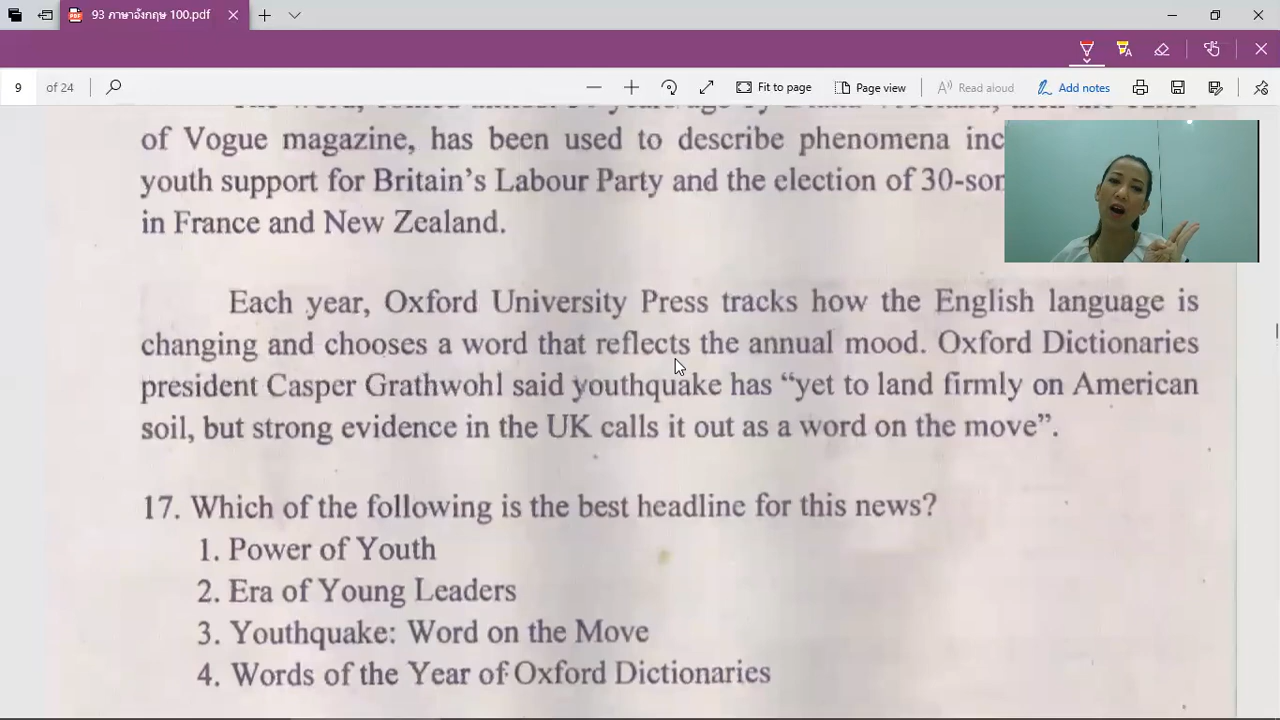 93 ภาษาอังกฤษ 100.pdf
9 of 24 Fit to page Page view Read aloud Add notes
of Vogue magazine, has been used to describe phenomena inc
youth support for Britain's Labour Party and the election of 30-som
in France and New Zealand.
Each year, Oxford University Press tracks how the English language is
changing and chooses a word that reflects the annual mood. Oxford Dictionaries
president Casper Grathwohl said youthquake has “yet to land firmly on American
soil, but strong evidence in the UK calls it out as a word on the move”.
17. Which of the following is the best headline for this news?
1. Power of Youth
2. Era of Young Leaders
3. Youthquake: Word on the Move
4. Words of the Year of Oxford Dictionaries